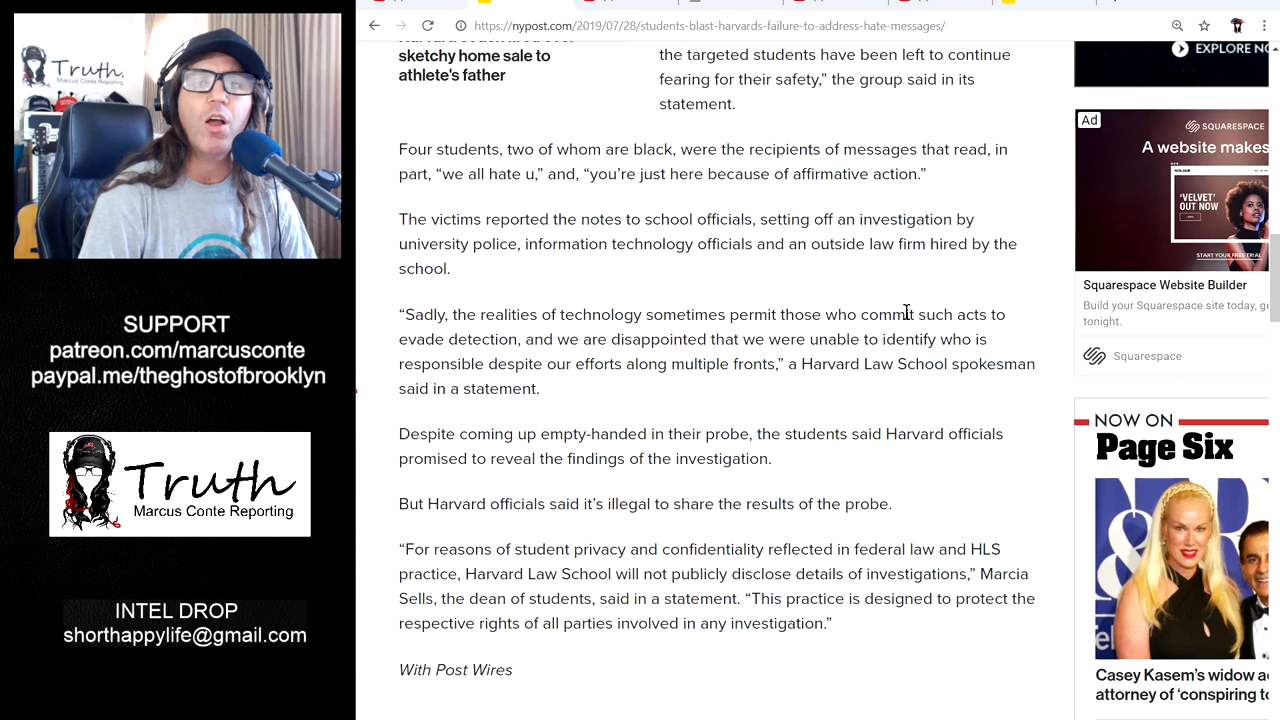 Truth.
Marcus Conte Reporting
SUPPORT
patreon.com/marcusconte
paypal.me/theghostofbrooklyn
Truth
Marcus Conte Reporting
INTEL DROP
shorthappylife@gmail.com
https://nypost.com/2019/07/28/students-blast-harvards-failure-to-address-hate-messages/
sketchy home sale to
athlete's father
the targeted students have been left to continue
fearing for their safety,” the group said in its
statement.
Four students, two of whom are black, were the recipients of messages that read, in
part, “we all hate u,” and, “you’re just here because of affirmative action.”
The victims reported the notes to school officials, setting off an investigation by
university police, information technology officials and an outside law firm hired by the
school.
“Sadly, the realities of technology sometimes permit those who commit such acts to
evade detection, and we are disappointed that we were unable to identify who is
responsible despite our efforts along multiple fronts,” a Harvard Law School spokesman
said in a statement.
Despite coming up empty-handed in their probe, the students said Harvard officials
promised to reveal the findings of the investigation.
But Harvard officials said it’s illegal to share the results of the probe.
“For reasons of student privacy and confidentiality reflected in federal law and HLS
practice, Harvard Law School will not publicly disclose details of investigations,” Marcia
Sells, the dean of students, said in a statement. “This practice is designed to protect the
respective rights of all parties involved in any investigation.”
With Post Wires
EXPLORE NO
Ad
SQUARESPACE
A website makes
‘VELVET’
OUT NOW
START YOUR FREE TRIAL
Squarespace Website Builder
Build your Squarespace site today, ge
tonight.
Squarespace
NOW ON
Page Six
Casey Kasem’s widow a
attorney of ‘conspiring to